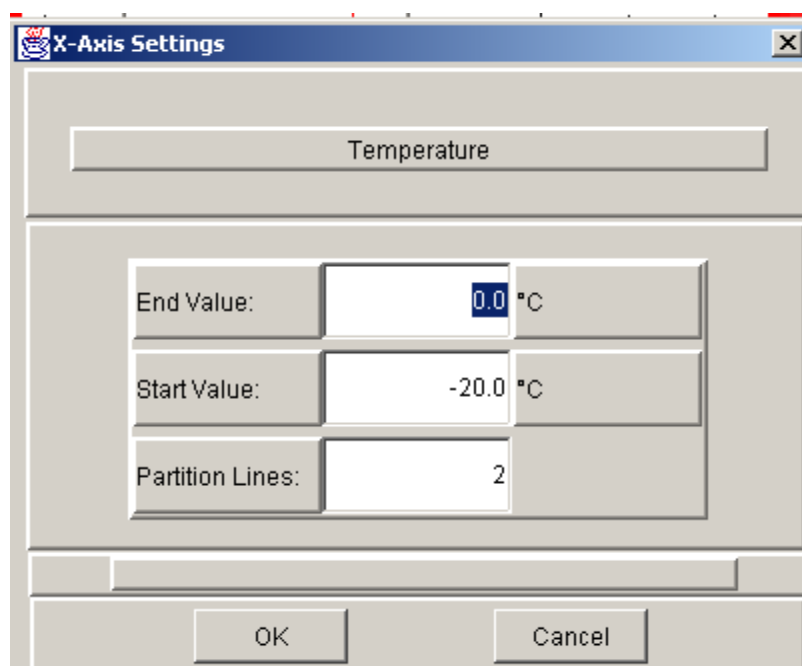 X-Axis Settings
Temperature
End Value: 0.0 °C
Start Value: -20.0 °C
Partition Lines: 2
OK Cancel